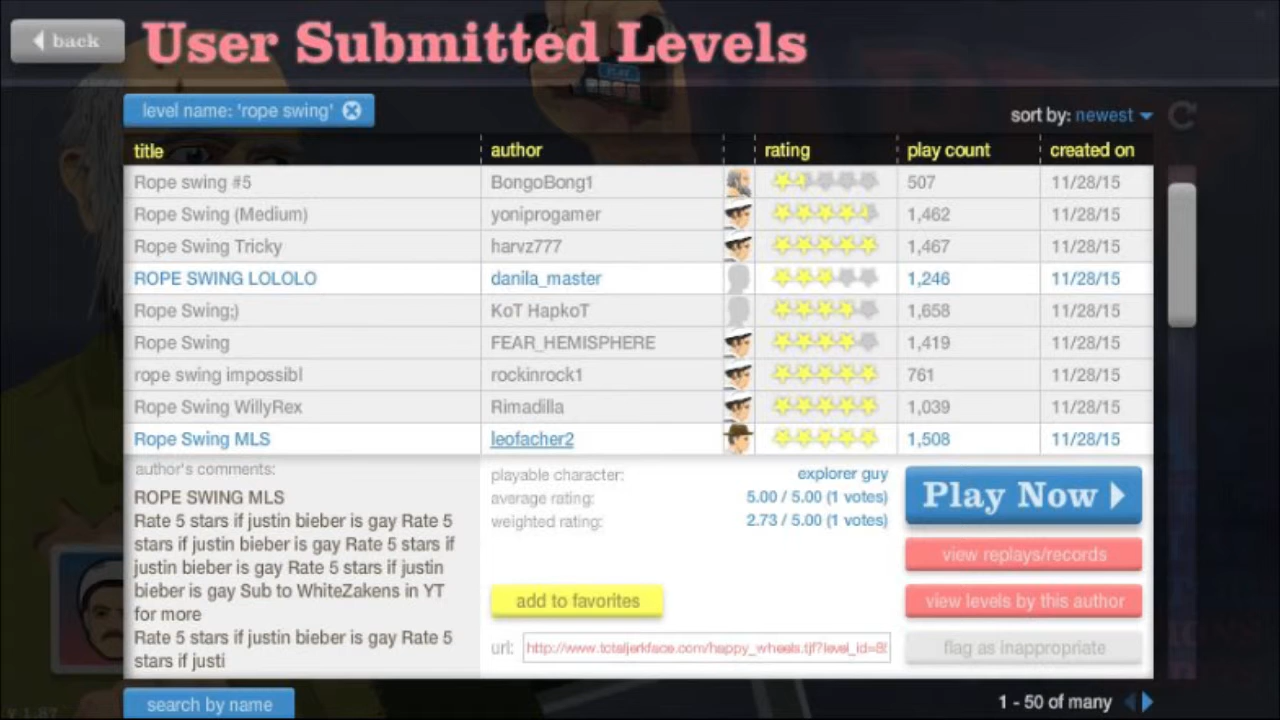 back
User Submitted Levels
level name: 'rope swing'
sort by: newest
title author rating play count created on
Rope swing #5 BongoBong1 507 11/28/15
Rope Swing (Medium) yoniprogamer 1,462 11/28/15
Rope Swing Tricky harvz777 1,467 11/28/15
ROPE SWING LOLOLO danila_master 1,246 11/28/15
Rope Swing;) KoT HapkoT 1,658 11/28/15
Rope Swing FEAR_HEMISPHERE 1,419 11/28/15
rope swing impossibl rockinrock1 761 11/28/15
Rope Swing WillyRex Rimadilla 1,039 11/28/15
Rope Swing MLS leofacher2 1,508 11/28/15
author's comments:
ROPE SWING MLS
Rate 5 stars if justin bieber is gay Rate 5
stars if justin bieber is gay Rate 5 stars if
justin bieber is gay Rate 5 stars if justin
bieber is gay Sub to WhiteZakens in YT
for more
Rate 5 stars if justin bieber is gay Rate 5
stars if justi
playable character: explorer guy
average rating: 5.00 / 5.00 (1 votes)
weighted rating: 2.73 / 5.00 (1 votes)
add to favorites
url: http://www.totaljerkface.com/happy_wheels.tjf?level_id=8
Play Now
view replays/records
view levels by this author
flag as inappropriate
search by name
1 - 50 of many
v 1.87